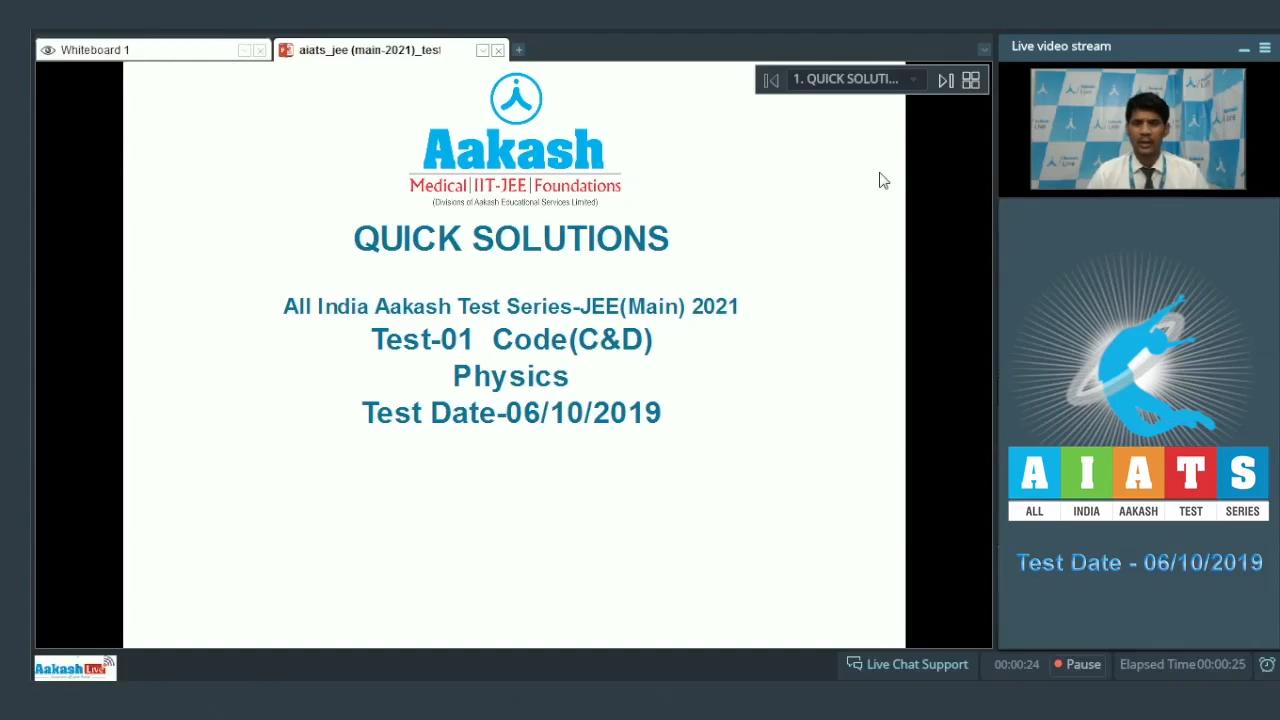 Whiteboard 1
aiats_jee (main-2021)_test
Live video stream
1. QUICK SOLUTI...
Aakash
Medical|IIT-JEE|Foundations
(Divisions of Aakash Educational Services Limited)
QUICK SOLUTIONS
All India Aakash Test Series-JEE(Main) 2021
Test-01 Code(C&D)
Physics
Test Date-06/10/2019
A I A T S
ALL INDIA AAKASH TEST SERIES
Test Date - 06/10/2019
Aakash Live
Live Chat Support
00:00:24
Pause
Elapsed Time 00:00:25